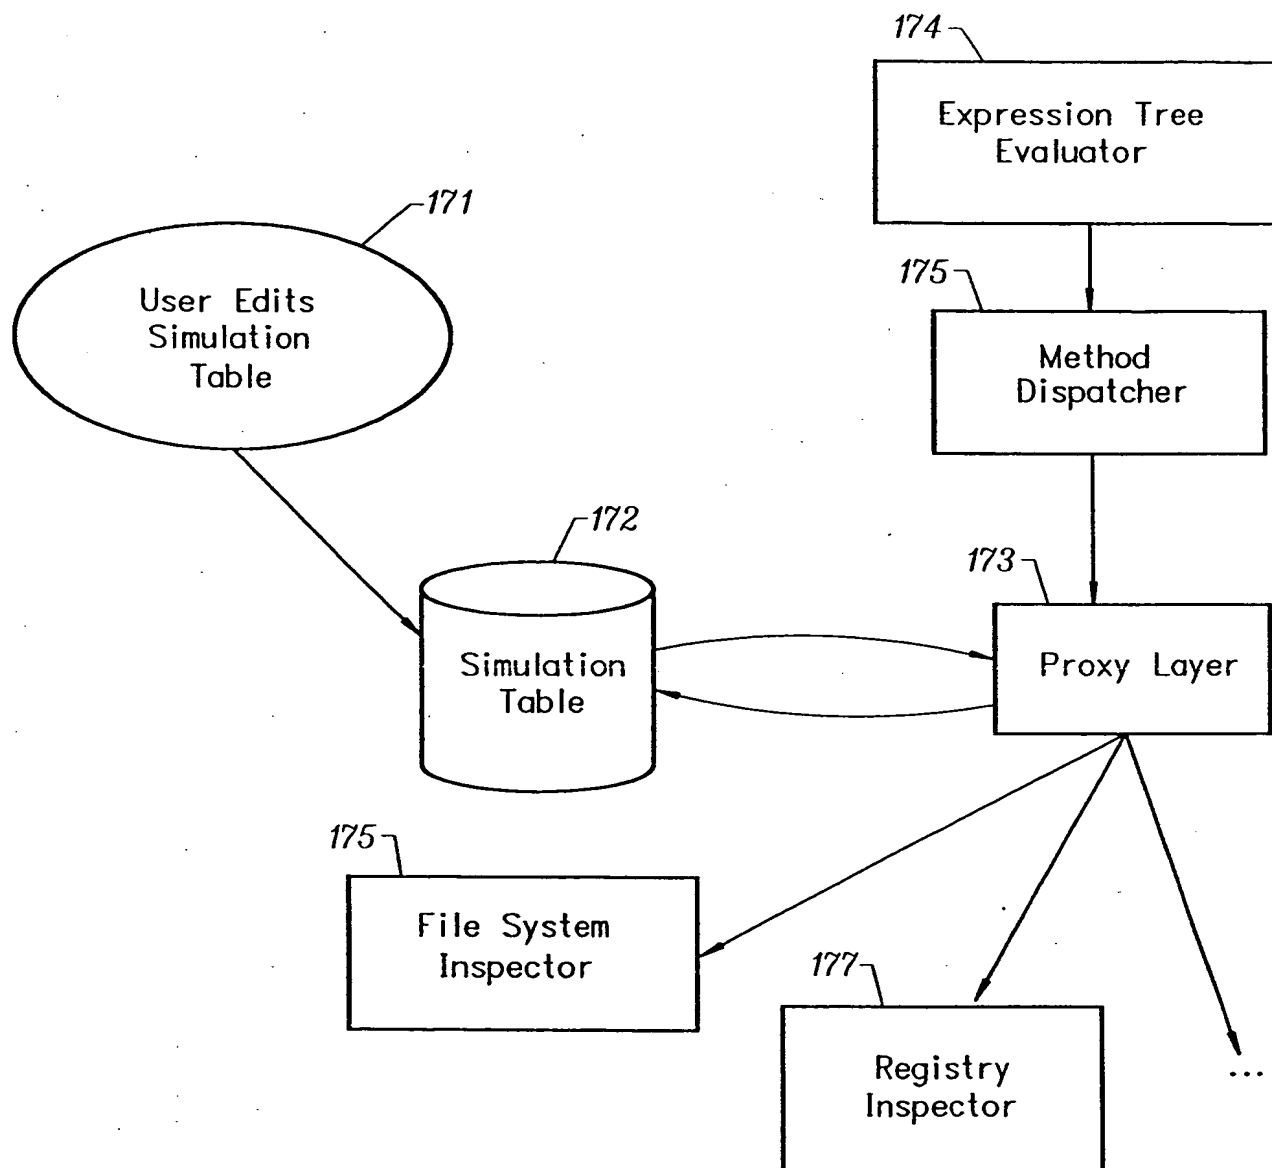 174
Expression Tree
Evaluator
171
User Edits
Simulation
Table
175
Method
Dispatcher
172
Simulation
Table
173
Proxy Layer
175
File System
Inspector
177
Registry
Inspector
...